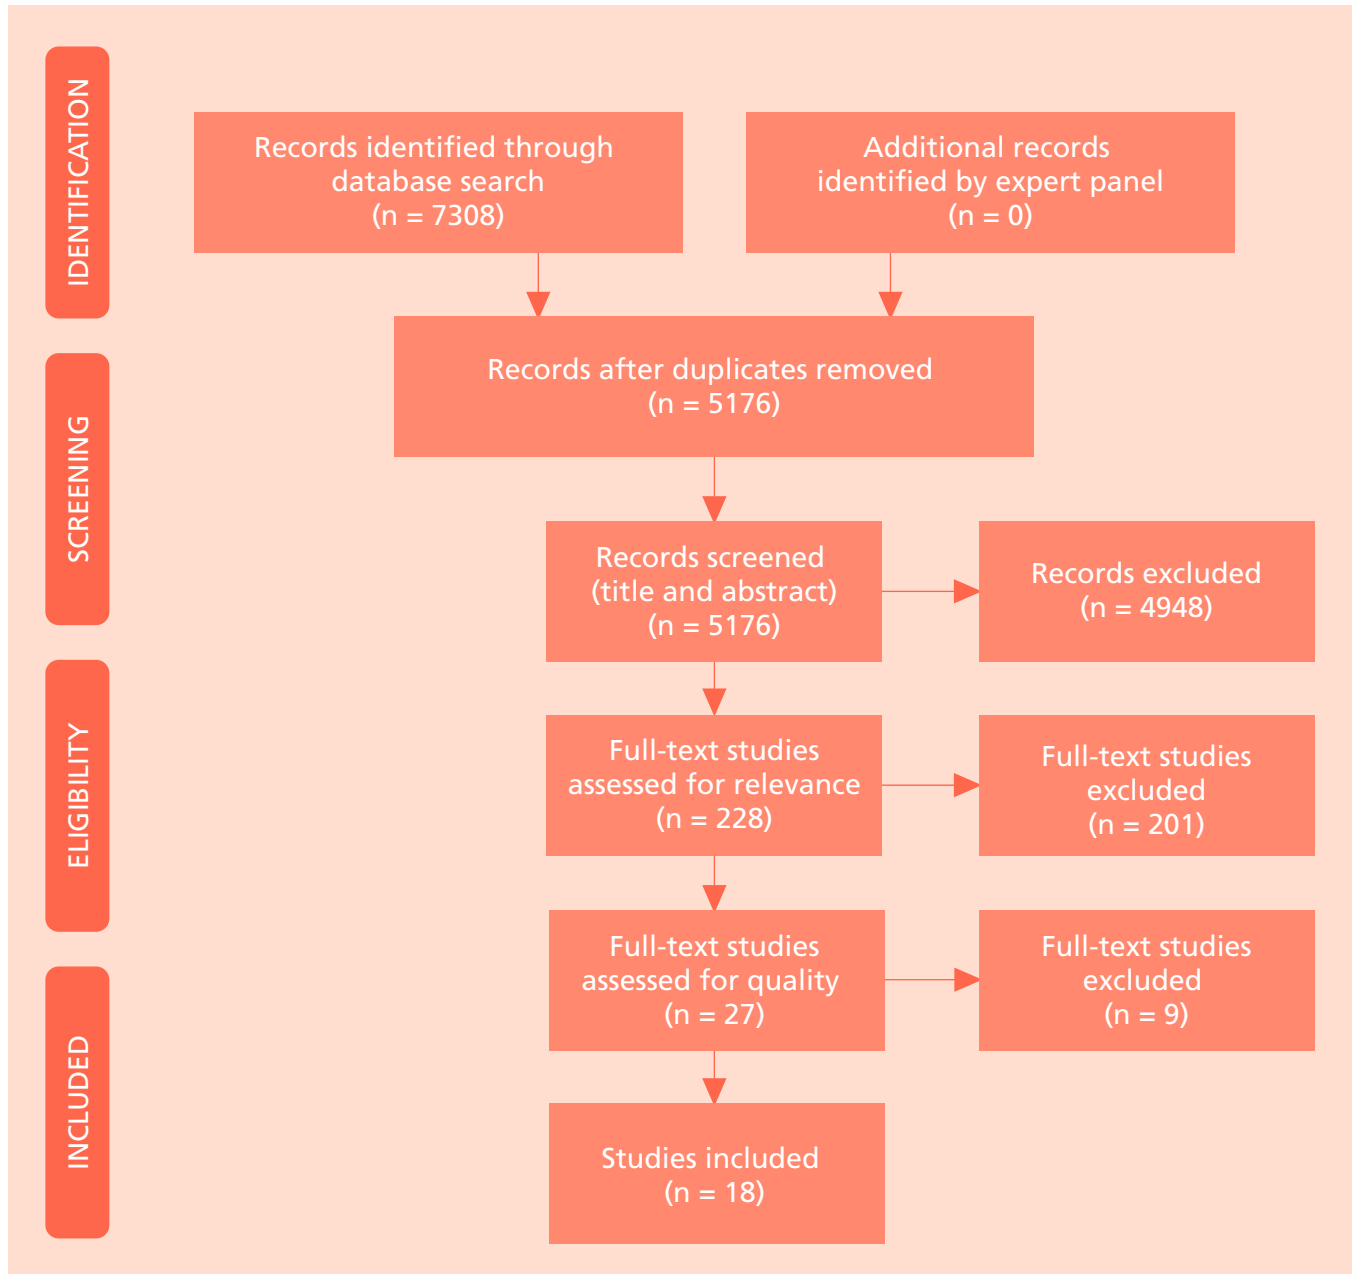 IDENTIFICATION
Records identified through
database search
(n = 7308)
Additional records
identified by expert panel
(n = 0)
Records after duplicates removed
(n = 5176)
SCREENING
Records screened
(title and abstract)
(n = 5176)
Records excluded
(n = 4948)
ELIGIBILITY
Full-text studies
assessed for relevance
(n = 228)
Full-text studies
excluded
(n = 201)
Full-text studies
assessed for quality
(n = 27)
Full-text studies
excluded
(n = 9)
INCLUDED
Studies included
(n = 18)